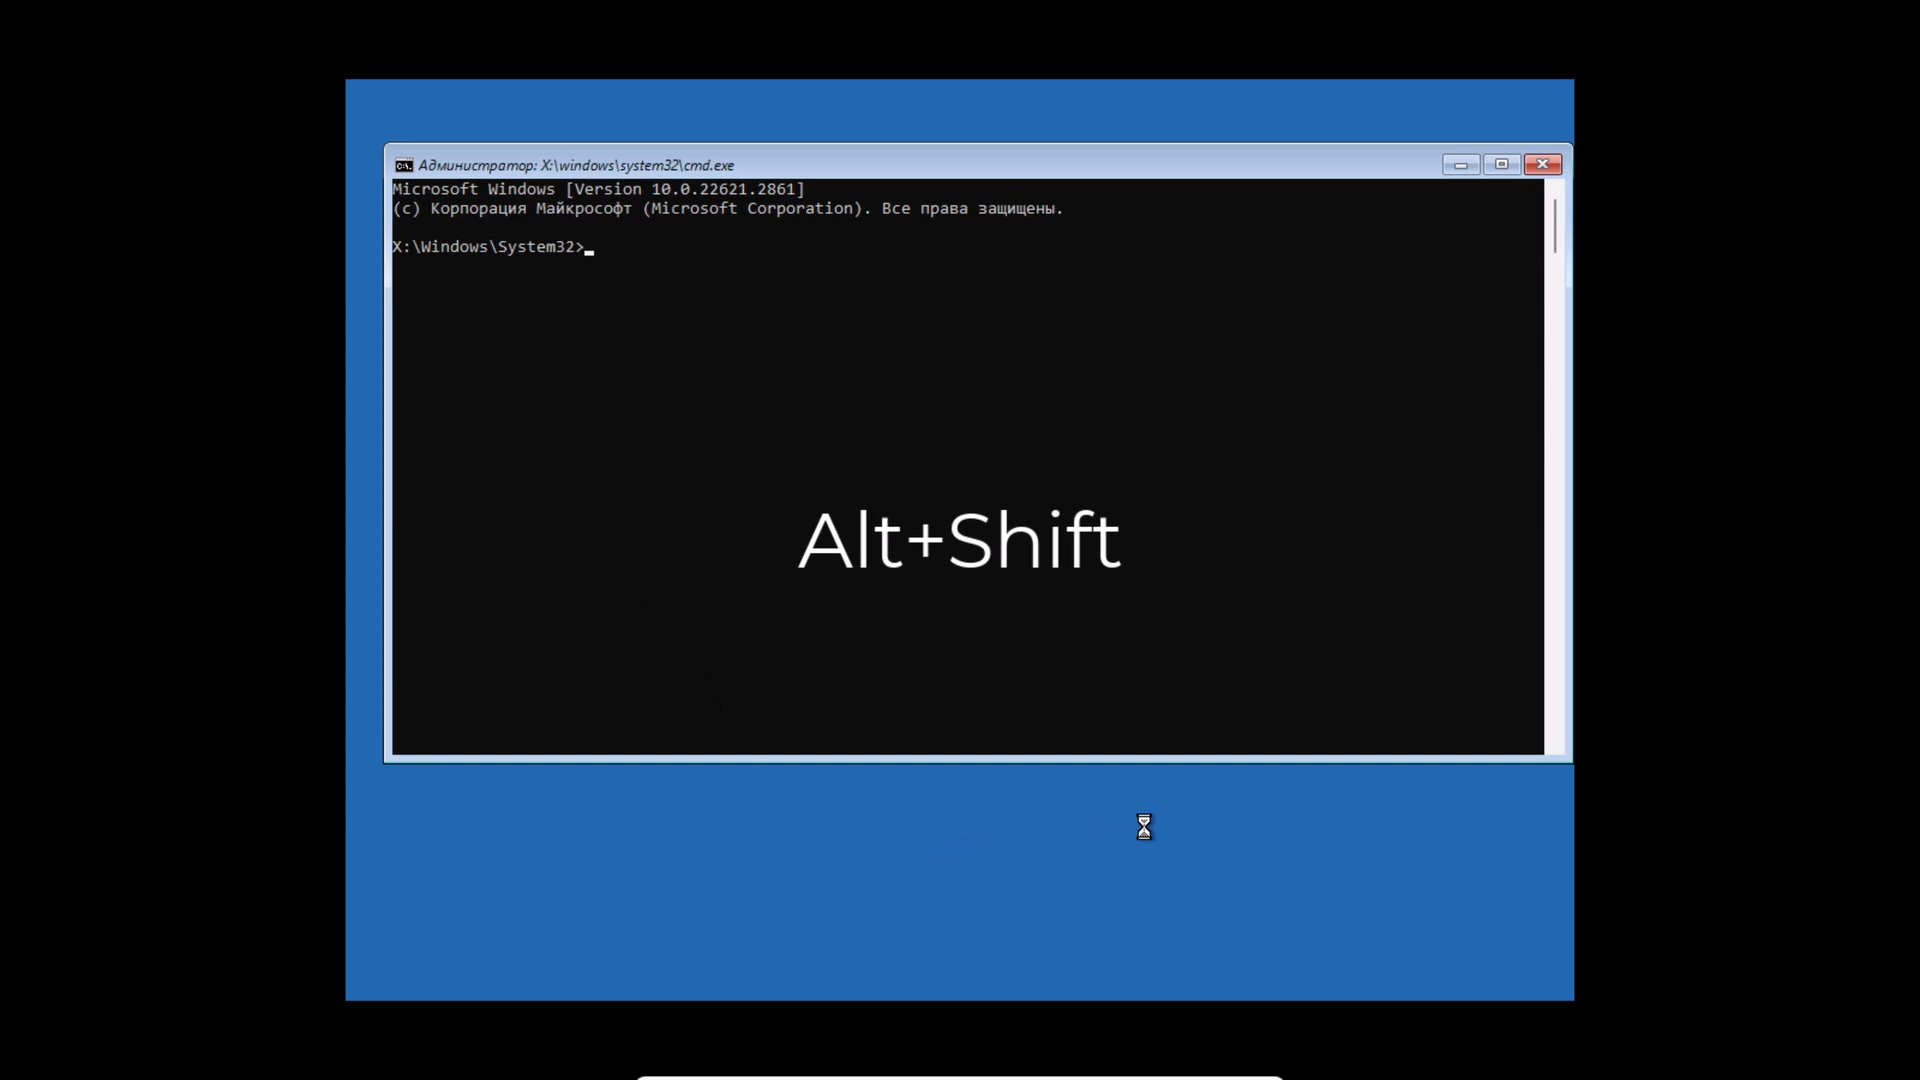 Администратор: X:\windows\system32\cmd.exe
Microsoft Windows [Version 10.0.22621.2861]
(c) Корпорация Майкрософт (Microsoft Corporation). Все права защищены.
X:\Windows\System32>
Alt+Shift